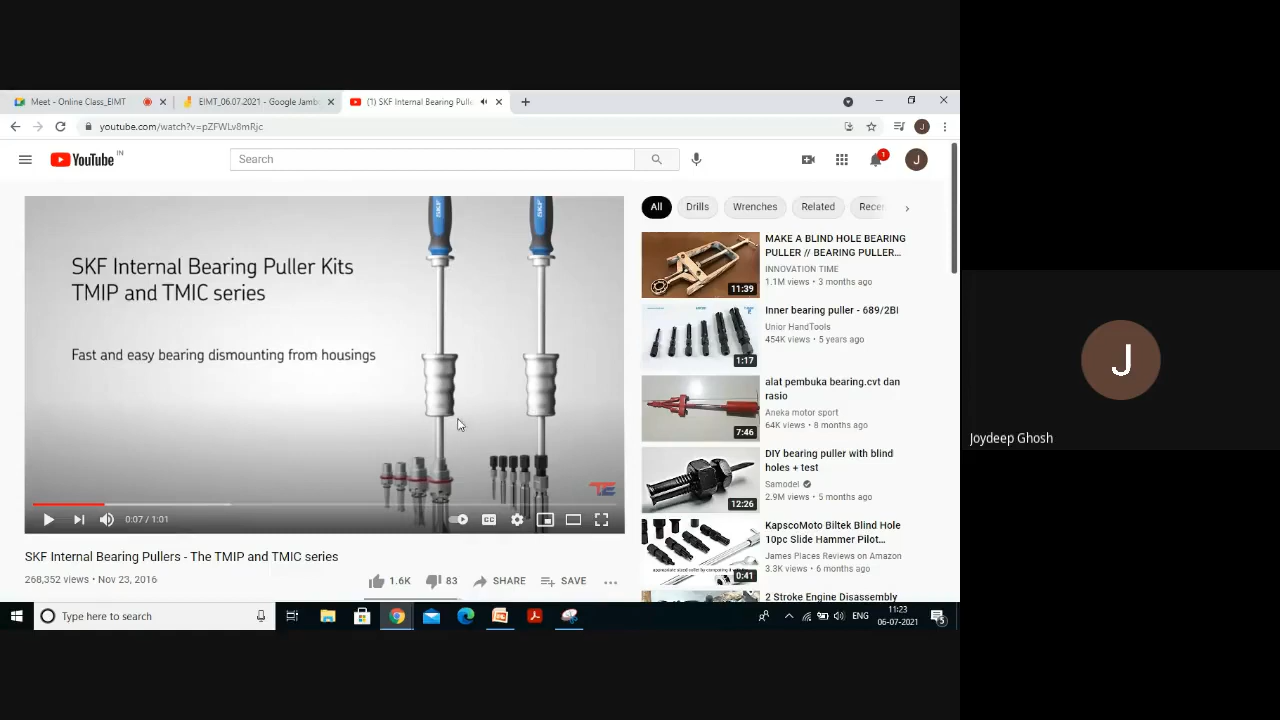 Meet - Online Class_EIMT
EIMT_06.07.2021 - Google Jamb
(1) SKF Internal Bearing Pulle
youtube.com/watch?v=pZFWLv8mRjc
J
YouTube IN
Search
1
J
SKF
SKF
SKF Internal Bearing Puller Kits
TMIP and TMIC series
Fast and easy bearing dismounting from housings
TE
0:07 / 1:01
CC
SKF Internal Bearing Pullers - The TMIP and TMIC series
268,352 views • Nov 23, 2016
1.6K
83
SHARE
SAVE
All
Drills
Wrenches
Related
Recen
MAKE A BLIND HOLE BEARING
PULLER // BEARING PULLER...
INNOVATION TIME
1.1M views • 3 months ago
11:39
Inner bearing puller - 689/2BI
Unior HandTools
454K views • 5 years ago
1:17
alat pembuka bearing.cvt dan
rasio
Aneka motor sport
64K views • 8 months ago
7:46
DIY bearing puller with blind
holes + test
Samodel
2.9M views • 5 months ago
12:26
KapscoMoto Biltek Blind Hole
10pc Slide Hammer Pilot...
James Places Reviews on Amazon
3.3K views • 6 months ago
0:41
2 Stroke Engine Disassembly
Type here to search
ENG
11:23
06-07-2021
5
J
Joydeep Ghosh